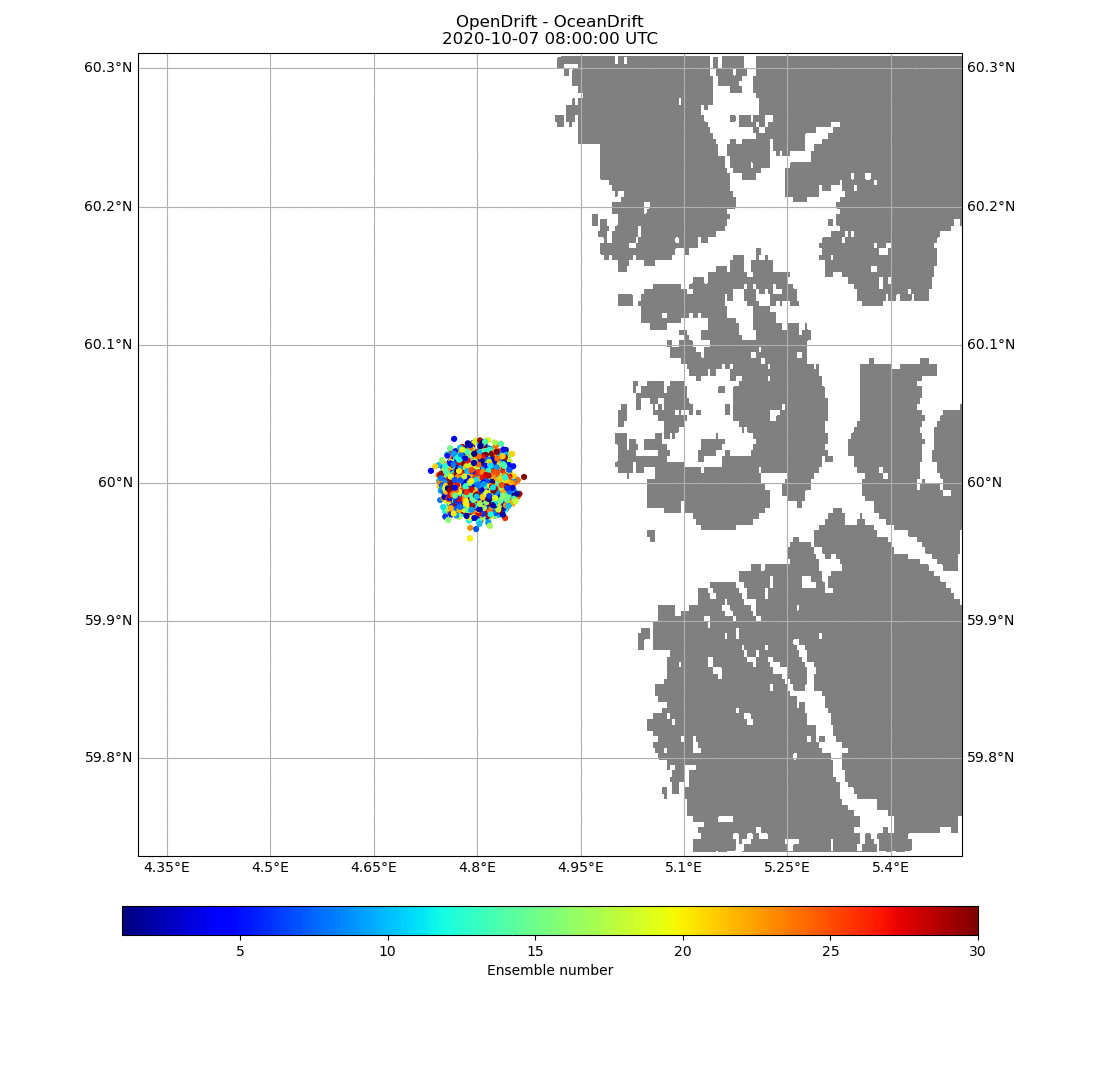 OpenDrift - OceanDrift
2020-10-07 08:00:00 UTC
60.3°N
60.3°N
60.2°N
60.2°N
60.1°N
60.1°N
60°N
60°N
59.9°N
59.9°N
59.8°N
59.8°N
4.35°E
4.5°E
4.65°E
4.8°E
4.95°E
5.1°E
5.25°E
5.4°E
5
10
15
20
25
30
Ensemble number